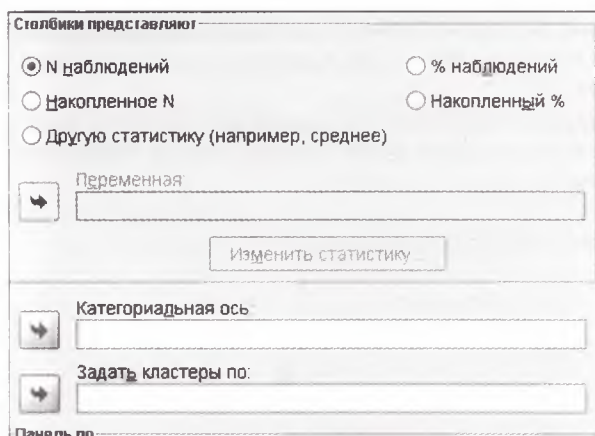 Столбики представляют
N наблюдений
% наблюдений
Накопленное N
Накопленный %
Другую статистику (например, среднее)
Переменная:
Изменить статистику...
Категориальная ось:
Задать кластеры по:
Панель по